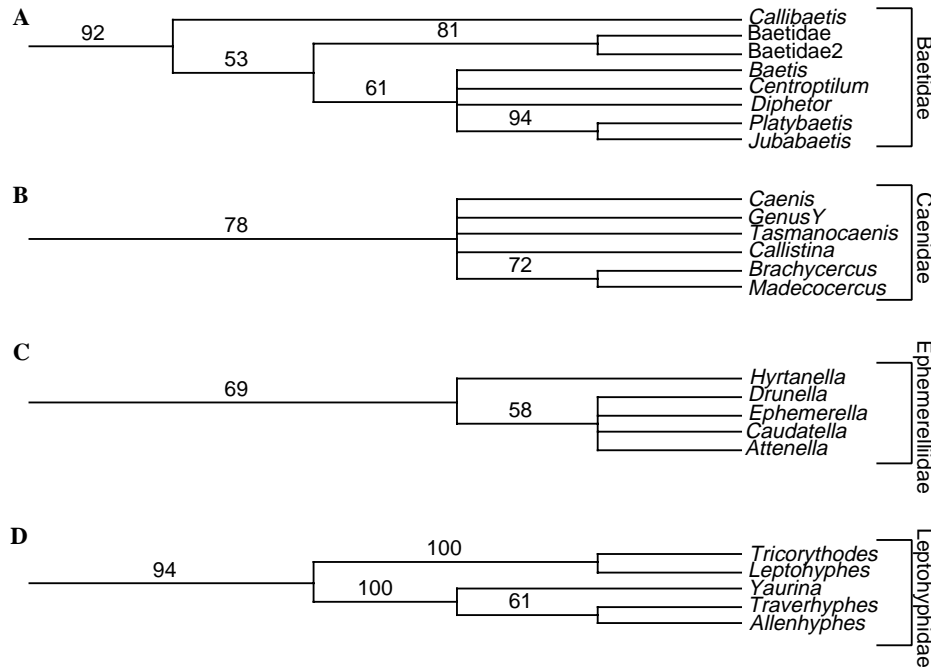 A
92
53
81
61
94
Callibaetis
Baetidae
Baetidae2
Baetis
Centroptilum
Diphetor
Platybaetis
Jubabaetis
Baetidae
B
78
72
Caenis
GenusY
Tasmanocaenis
Callistina
Brachycercus
Madecocercus
Caenidae
C
69
58
Hyrtanella
Drunella
Ephemerella
Caudatella
Attenella
Ephemerelliidae
D
94
100
100
61
Tricorythodes
Leptohyphes
Yaurina
Traverhyphes
Allenhyphes
Leptohyphidae